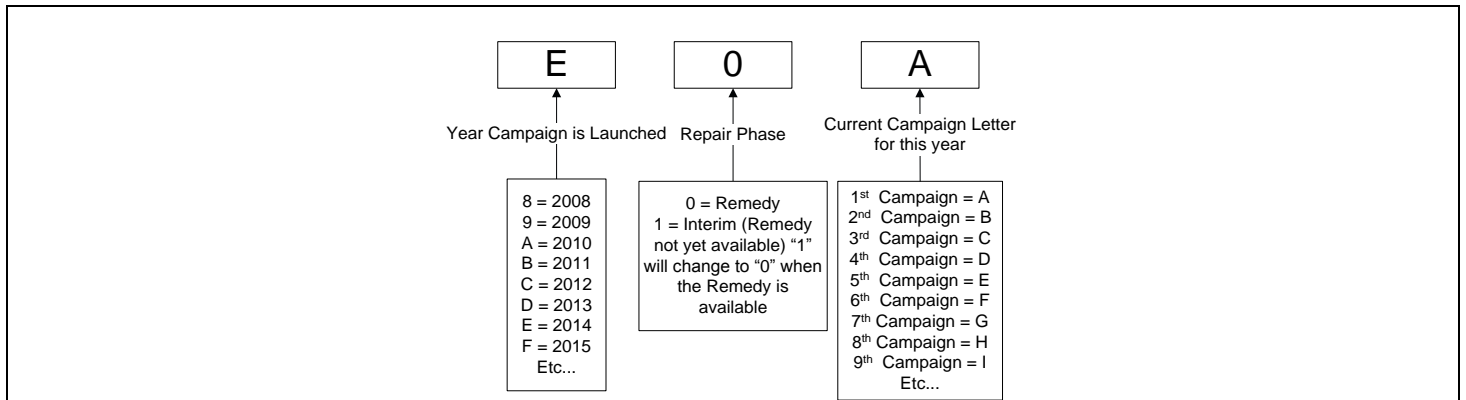 E
0
A
Year Campaign is Launched
Repair Phase
Current Campaign Letter
for this year
8 = 2008
9 = 2009
A = 2010
B = 2011
C = 2012
D = 2013
E = 2014
F = 2015
Etc...
0 = Remedy
1 = Interim (Remedy
not yet available) “1”
will change to “0” when
the Remedy is
available
1st Campaign = A
2nd Campaign = B
3rd Campaign = C
4th Campaign = D
5th Campaign = E
6th Campaign = F
7th Campaign = G
8th Campaign = H
9th Campaign = I
Etc...